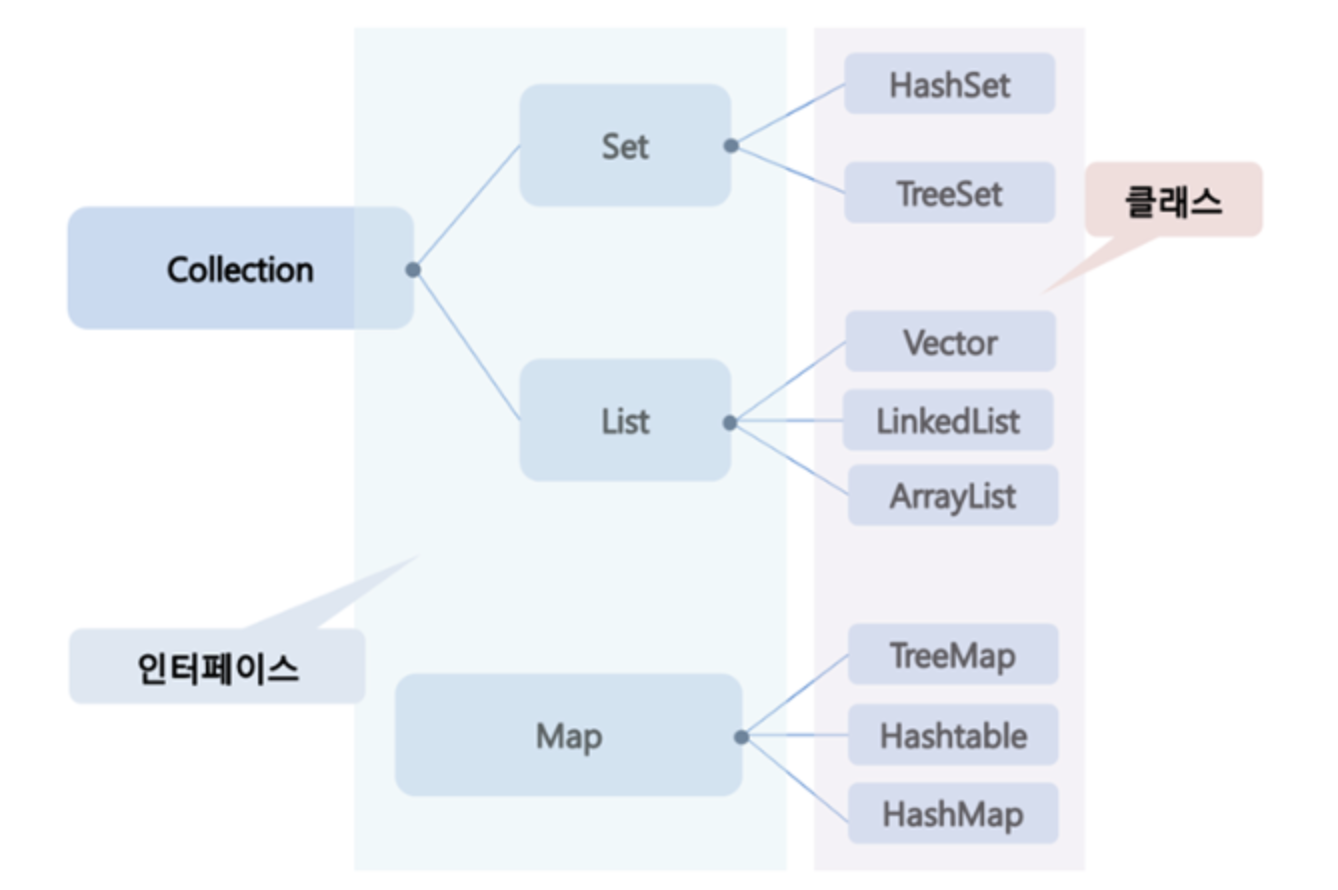 Collection
Set
HashSet
TreeSet
클래스
List
Vector
LinkedList
ArrayList
인터페이스
Map
TreeMap
Hashtable
HashMap